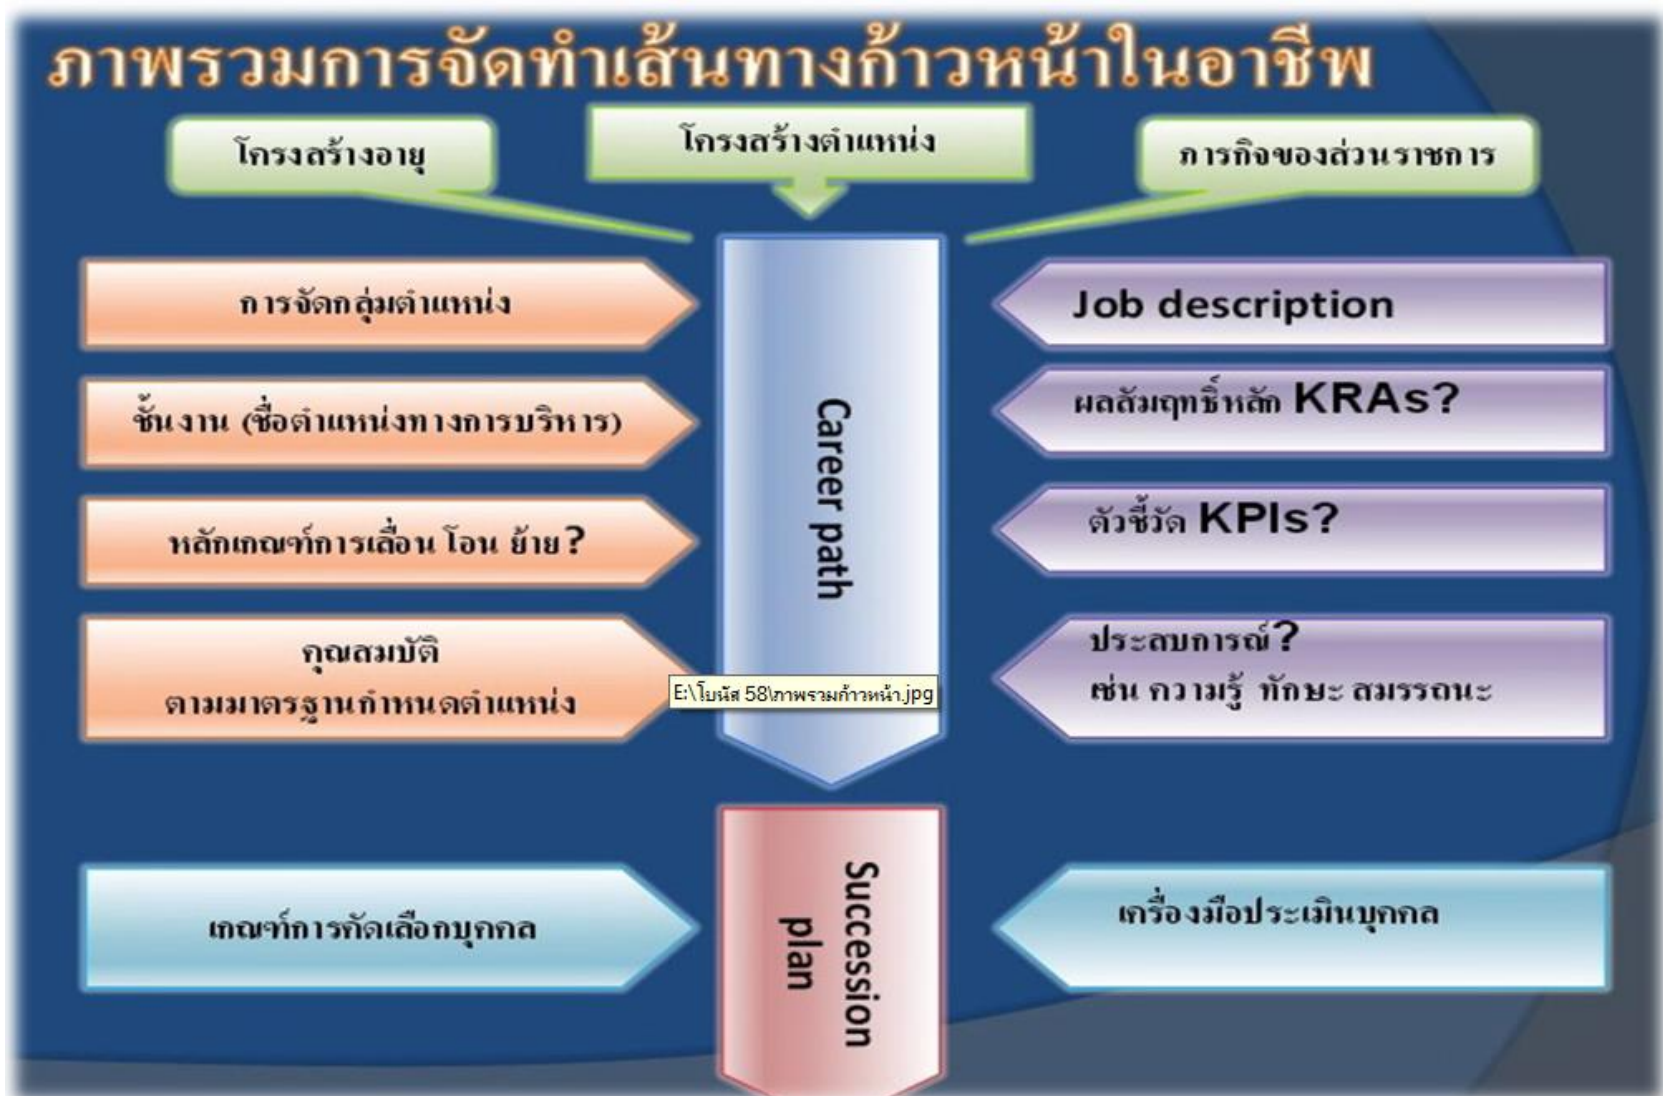 ภาพรวมการจัดทำเส้นทางก้าวหน้าในอาชีพ
โครงสร้างอายุ
โครงสร้างตำแหน่ง
ภารกิจของส่วนราชการ
การจัดกลุ่มตำแหน่ง
ชั้นงาน (ชื่อตำแหน่งทางการบริหาร)
หลักเกณฑ์การเลื่อน โอน ย้าย?
คุณสมบัติ
ตามมาตรฐานกำหนดตำแหน่ง
Career path
E:\โบนัส 58\ภาพรวมก้าวหน้า.jpg
Job description
ผลสัมฤทธิ์หลัก KRAs?
ตัวชี้วัด KPIs?
ประสบการณ์?
เช่น ความรู้ ทักษะ สมรรถนะ
เกณฑ์การคัดเลือกบุคคล
Succession
plan
เครื่องมือประเมินบุคคล